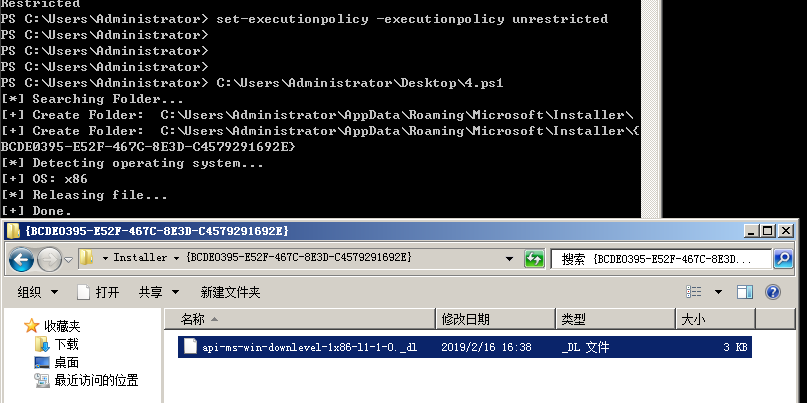 Restricted
PS C:\Users\Administrator> set-executionpolicy -executionpolicy unrestricted
PS C:\Users\Administrator>
PS C:\Users\Administrator>
PS C:\Users\Administrator>
PS C:\Users\Administrator> C:\Users\Administrator\Desktop\4.ps1
[*] Searching Folder...
[+] Create Folder:  C:\Users\Administrator\AppData\Roaming\Microsoft\Installer\
[+] Create Folder:  C:\Users\Administrator\AppData\Roaming\Microsoft\Installer\{
BCDE0395-E52F-467C-8E3D-C4579291692E}
[*] Detecting operating system...
[+] OS: x86
[*] Releasing file...
[+] Done.
{BCDE0395-E52F-467C-8E3D-C4579291692E}
Installer {BCDE0395-E52F-467C-8E3D-C4579291692E} 搜索 {BCDE0395-E52F-467C-8E3D...
组织 打开 共享 新建文件夹
名称 修改日期 类型 大小
收藏夹
下载
桌面
最近访问的位置
api-ms-win-downlevel-1x86-l1-1-0._dl 2019/2/16 16:38 _DL 文件 3 KB